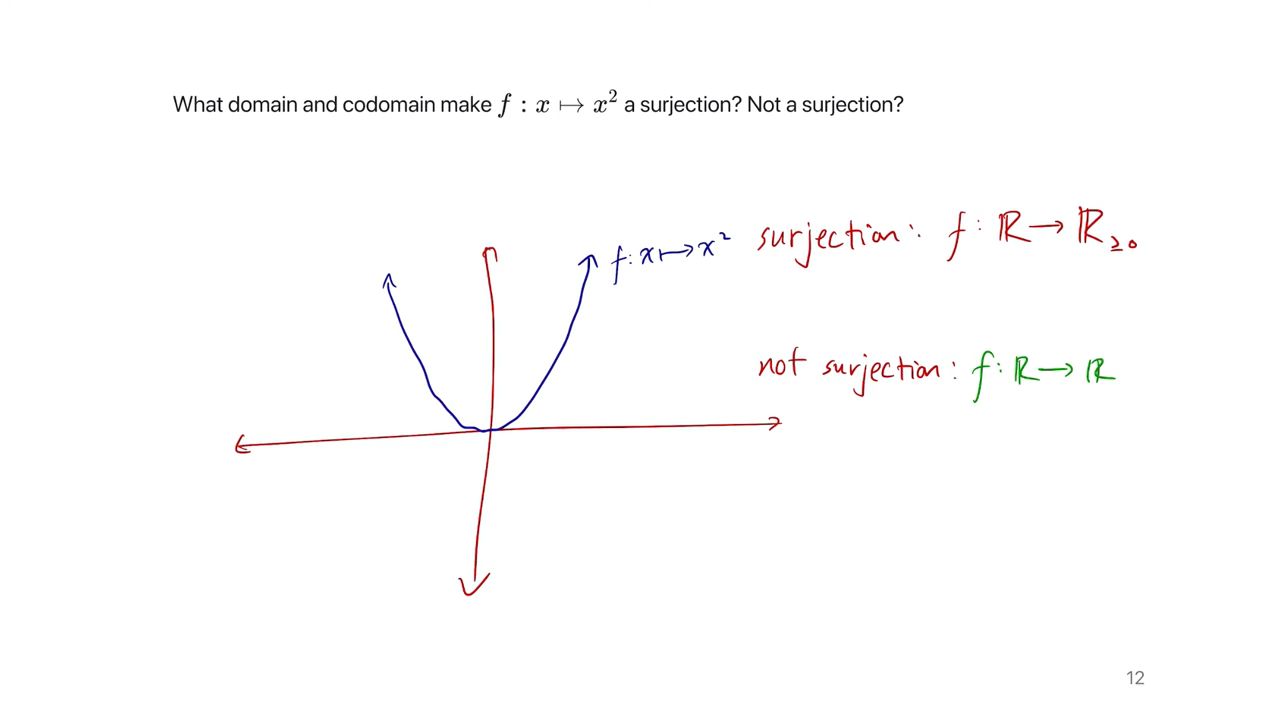 What domain and codomain make f : x ↦ x² a surjection? Not a surjection?
surjection: f: ℝ → ℝ≥0
f: x ↦ x²
not surjection: f: ℝ → ℝ
12